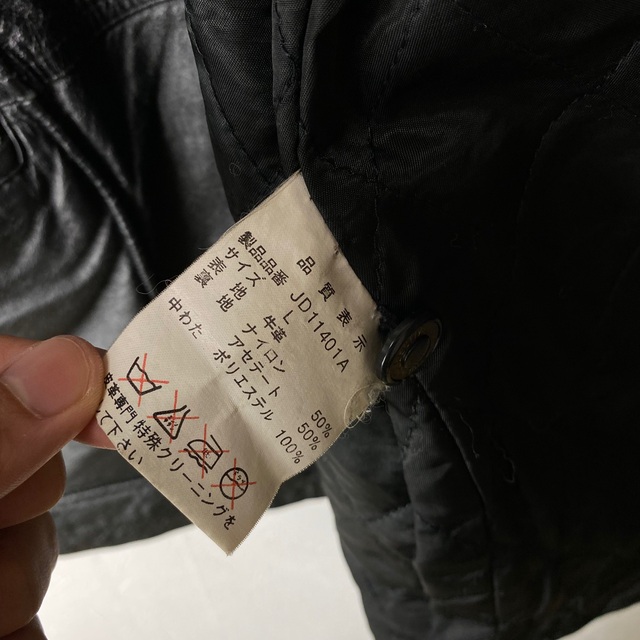 品質表示
製品品番 JD11401A
サイズ L
表地 牛革
裏地 ナイロン 50%
アセテート 50%
中わた ポリエステル 100%
皮革専門特殊クリーニングを
して下さい